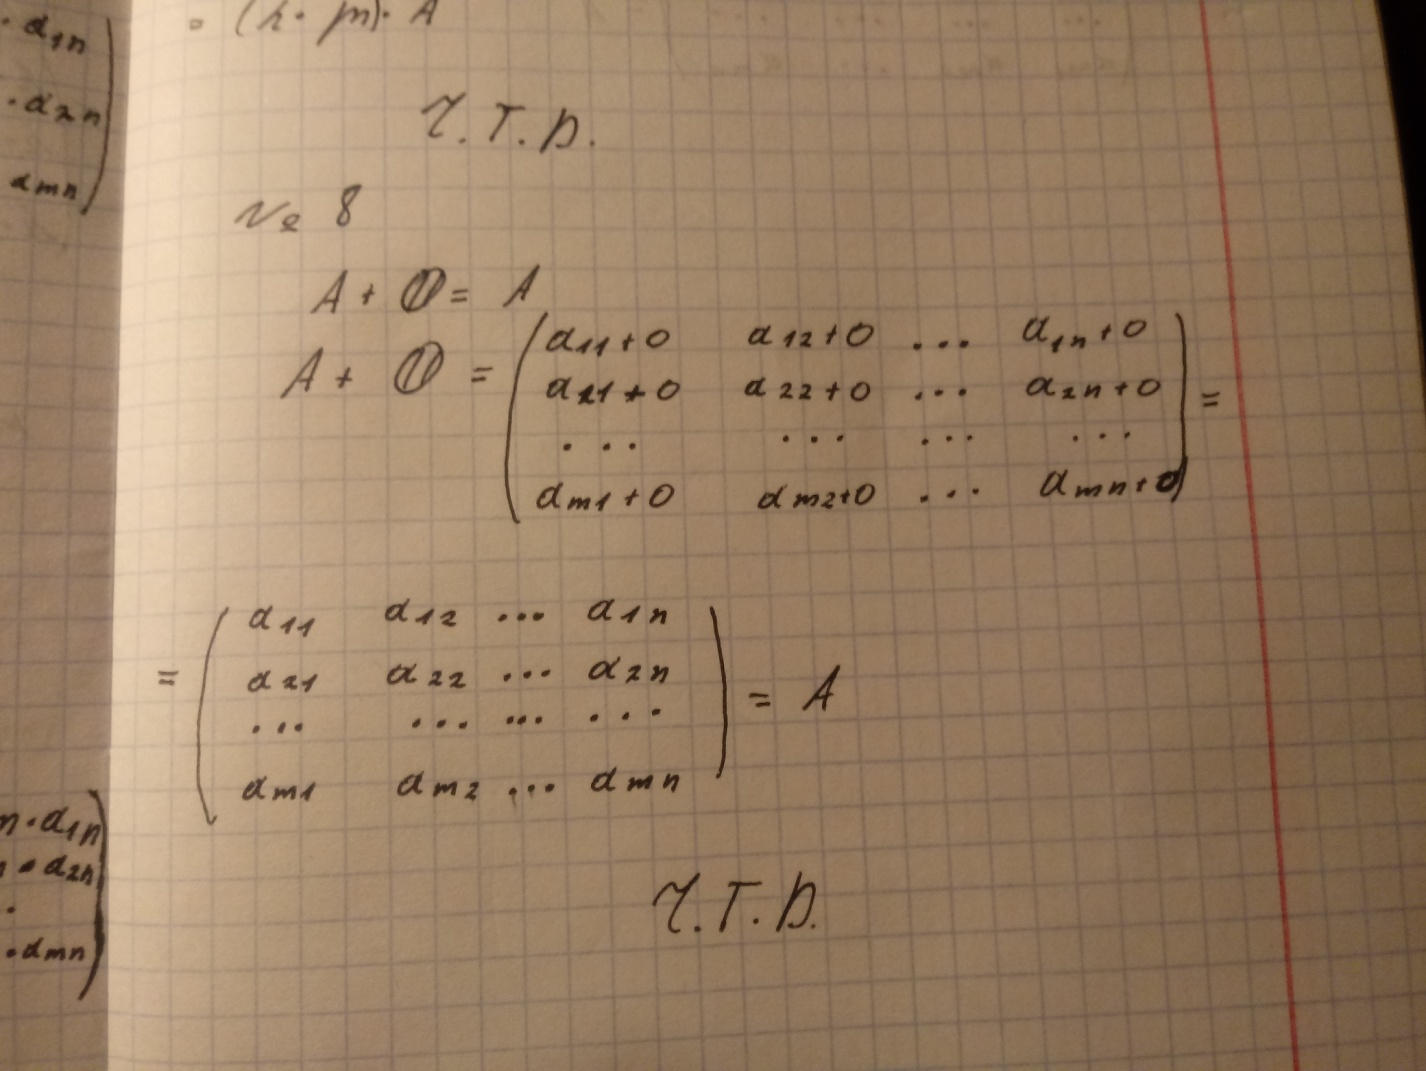 · a1n
· a2n
amn
= (λ · μ) · A
Ч.Т.Д.
№ 8
A + 𝕆 = A
A + 𝕆 = ( a11+0 a12+0 ... a1n+0
a21+0 a22+0 ... a2n+0 ) =
... ... ... ...
am1+0 am2+0 ... amn+0
= ( a11 a12 ... a1n
a21 a22 ... a2n ) = A
... ... ... ...
am1 am2 ... amn
· a1n
· a2n
·
· amn
Ч.Т.Д.